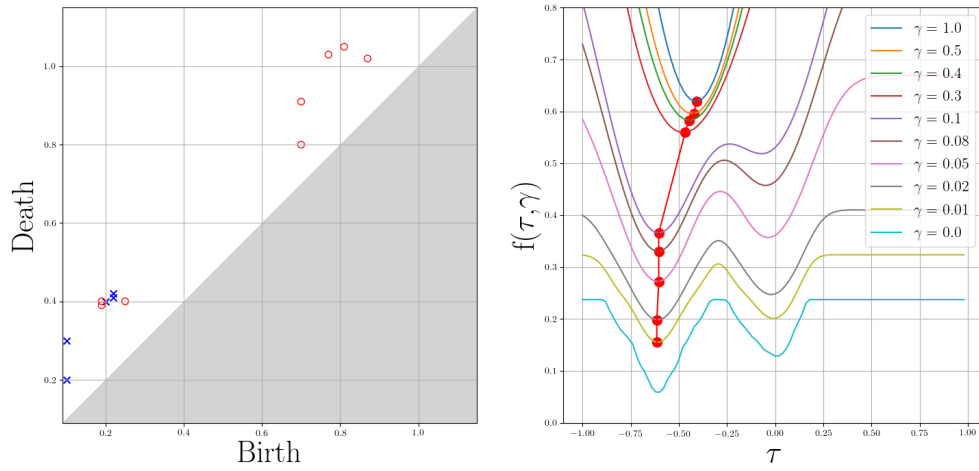 Death
1.0
0.8
0.6
0.4
0.2
0.2
0.4
0.6
0.8
1.0
Birth
f(τ,γ)
0.8
0.7
0.6
0.5
0.4
0.3
0.2
0.1
0.0
−1.00
−0.75
−0.50
−0.25
0.00
0.25
0.50
0.75
1.00
τ
γ = 1.0
γ = 0.5
γ = 0.4
γ = 0.3
γ = 0.1
γ = 0.08
γ = 0.05
γ = 0.02
γ = 0.01
γ = 0.0